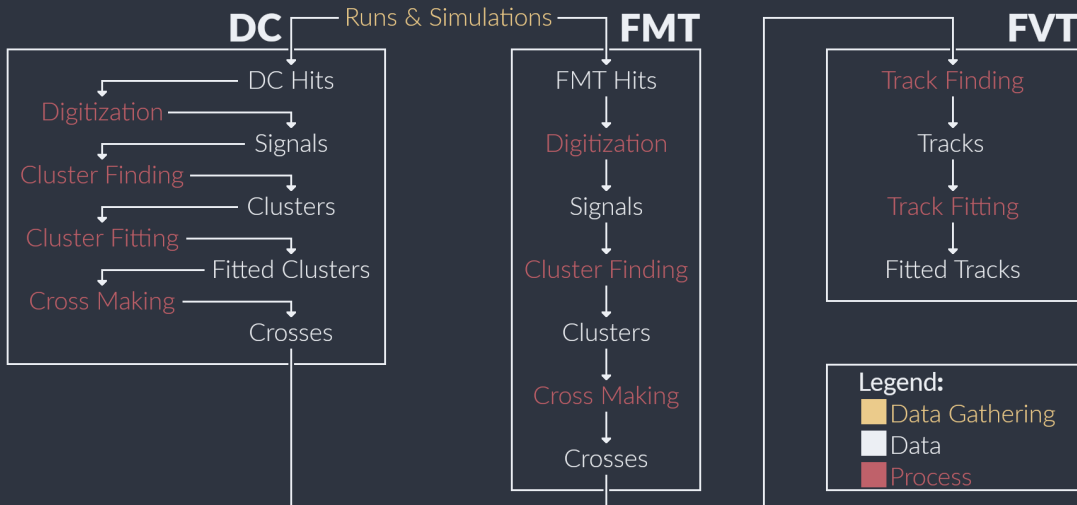 Runs & Simulations
DC
DC Hits
Digitization
Signals
Cluster Finding
Clusters
Cluster Fitting
Fitted Clusters
Cross Making
Crosses
FMT
FMT Hits
Digitization
Signals
Cluster Finding
Clusters
Cross Making
Crosses
FVT
Track Finding
Tracks
Track Fitting
Fitted Tracks
Legend:
Data Gathering
Data
Process